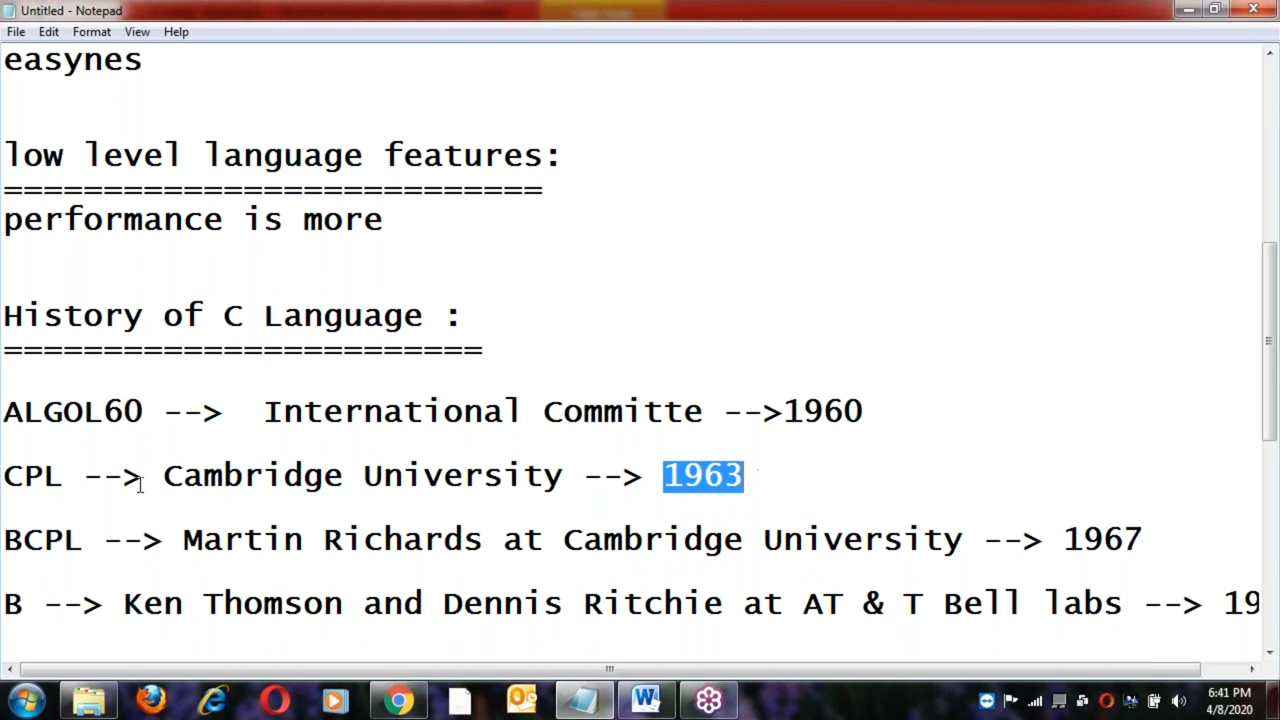 Untitled - Notepad
File Edit Format View Help
easynes
low level language features:
===========================
performance is more
History of C Language :
========================
ALGOL60 -->  International Committe -->1960
CPL --> Cambridge University --> 1963
BCPL --> Martin Richards at Cambridge University --> 1967
B --> Ken Thomson and Dennis Ritchie at AT & T Bell labs --> 19
6:41 PM
4/8/2020